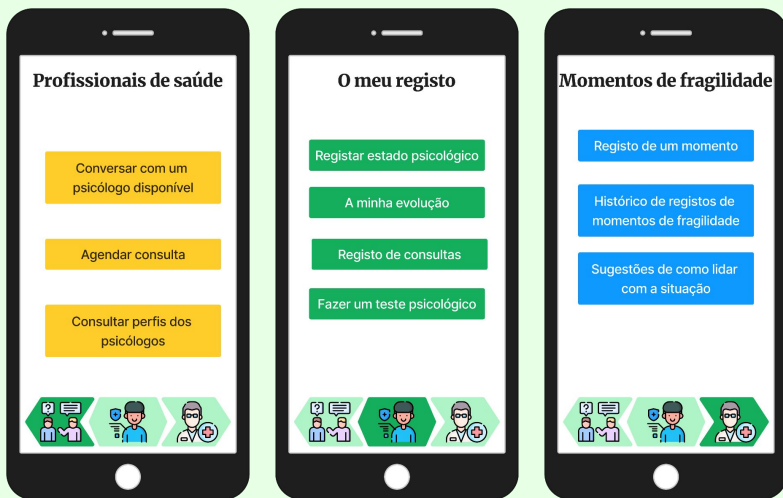 Profissionais de saúde
Conversar com um
psicólogo disponível
Agendar consulta
Consultar perfis dos
psicólogos
?
O meu registo
Registar estado psicológico
A minha evolução
Registo de consultas
Fazer um teste psicológico
?
Momentos de fragilidade
Registo de um momento
Histórico de registos de
momentos de fragilidade
Sugestões de como lidar
com a situação
?